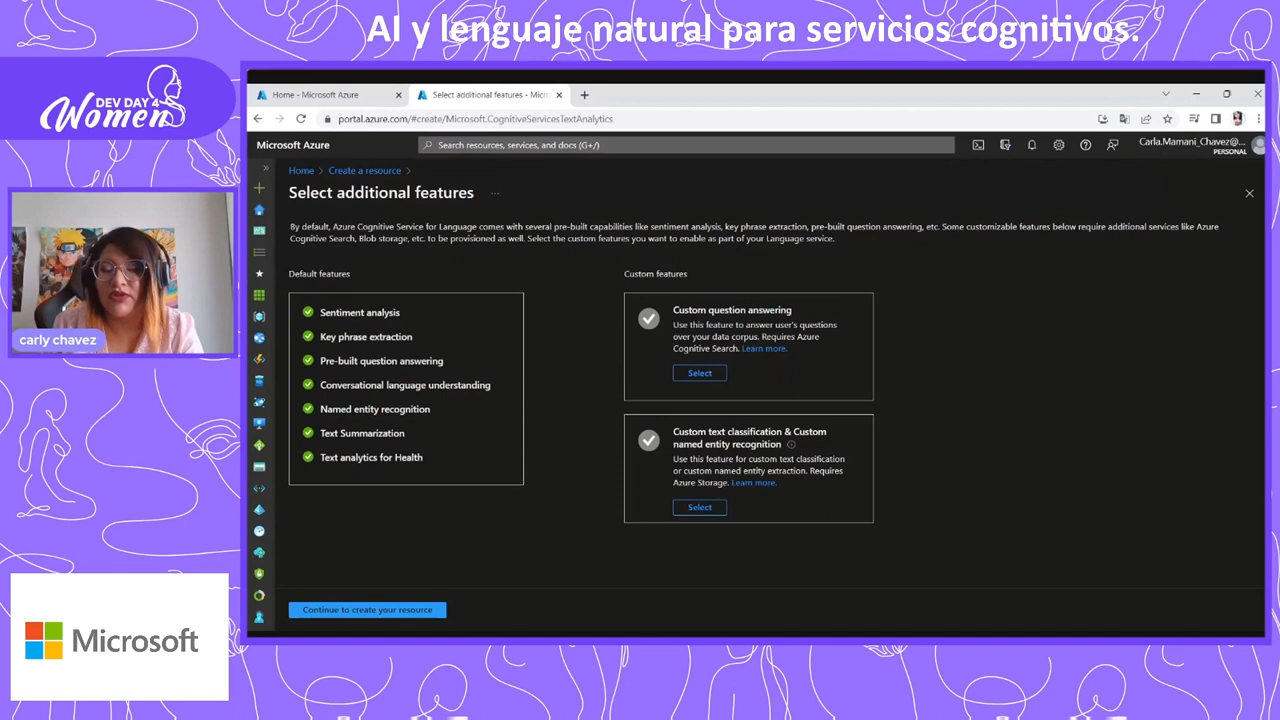 AI y lenguaje natural para servicios cognitivos.
DEV DAY 4
Women
Home - Microsoft Azure
Select additional features - Micr
portal.azure.com/#create/Microsoft.CognitiveServicesTextAnalytics
Microsoft Azure
Search resources, services, and docs (G+/)
Carla.Mamani_Chavez@...
PERSONAL
Home > Create a resource >
Select additional features ...
By default, Azure Cognitive Service for Language comes with several pre-built capabilities like sentiment analysis, key phrase extraction, pre-built question answering, etc. Some customizable features below require additional services like Azure
Cognitive Search, Blob storage, etc. to be provisioned as well. Select the custom features you want to enable as part of your Language service.
Default features
Sentiment analysis
Key phrase extraction
Pre-built question answering
Conversational language understanding
Named entity recognition
Text Summarization
Text analytics for Health
Custom features
Custom question answering
Use this feature to answer user's questions
over your data corpus. Requires Azure
Cognitive Search. Learn more.
Select
Custom text classification & Custom
named entity recognition
Use this feature for custom text classification
or custom named entity extraction. Requires
Azure Storage. Learn more.
Select
Continue to create your resource
carly chavez
Microsoft